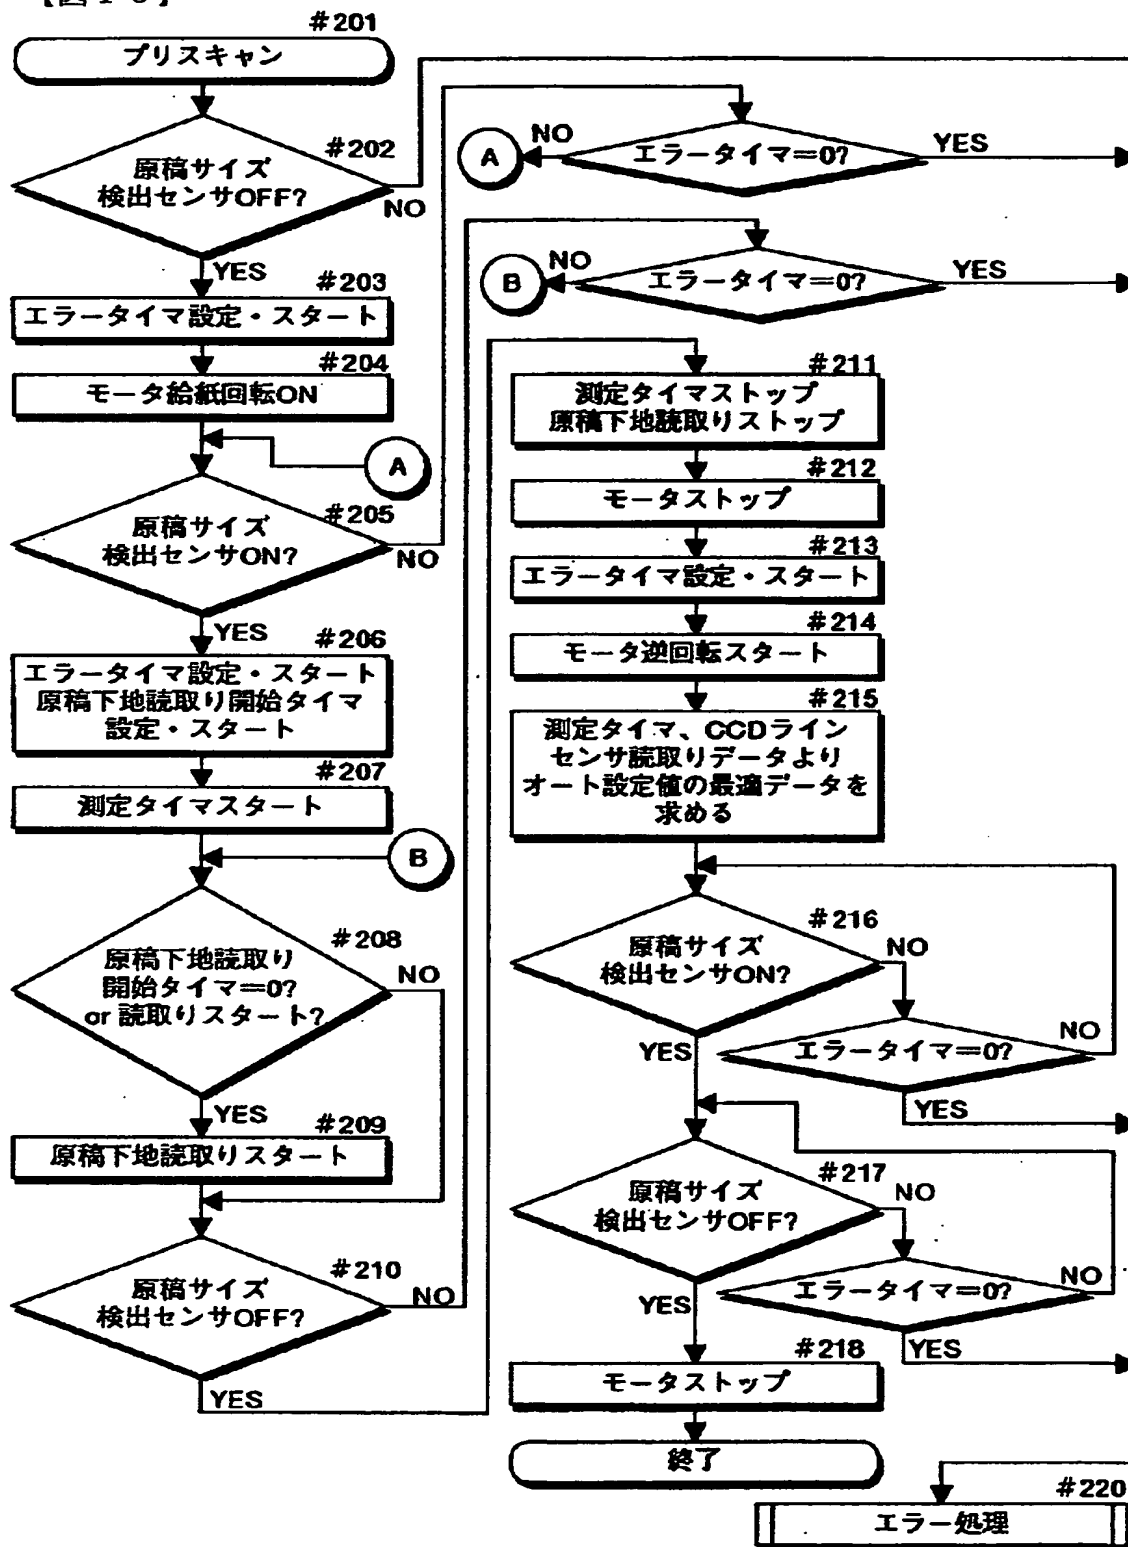 #201
プリスキャン
#202
原稿サイズ
検出センサOFF?
NO
YES
#203
エラータイマ設定・スタート
#204
モータ給紙回転ON
A
#205
原稿サイズ
検出センサON?
NO
YES
#206
エラータイマ設定・スタート
原稿下地読取り開始タイマ
設定・スタート
#207
測定タイマスタート
B
#208
原稿下地読取り
開始タイマ=0?
or 読取りスタート?
NO
YES
#209
原稿下地読取りスタート
#210
原稿サイズ
検出センサOFF?
NO
YES
A
NO
エラータイマ=0?
YES
B
NO
エラータイマ=0?
YES
#211
測定タイマストップ
原稿下地読取りストップ
#212
モータストップ
#213
エラータイマ設定・スタート
#214
モータ逆回転スタート
#215
測定タイマ、CCDライン
センサ読取りデータより
オート設定値の最適データを
求める
#216
原稿サイズ
検出センサON?
NO
YES
エラータイマ=0?
NO
YES
#217
原稿サイズ
検出センサOFF?
NO
YES
エラータイマ=0?
NO
YES
#218
モータストップ
終了
#220
エラー処理